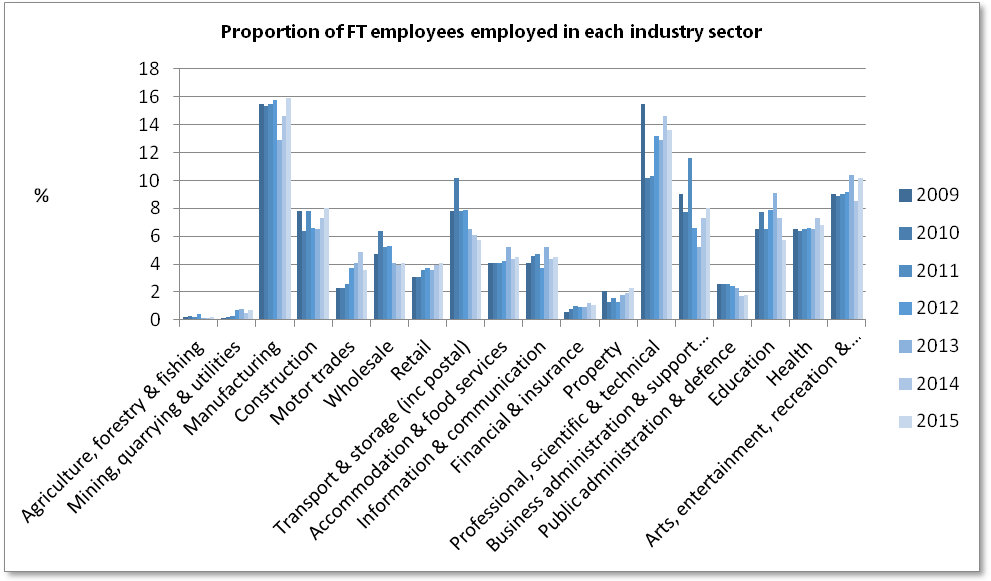 Proportion of FT employees employed in each industry sector
18
16
14
12
10
8
6
4
2
0
%
Agriculture, forestry & fishing
Mining, quarrying & utilities
Manufacturing
Construction
Motor trades
Wholesale
Retail
Transport & storage (inc postal)
Accommodation & food services
Information & communication
Financial & insurance
Property
Professional, scientific & technical
Business administration & support...
Public administration & defence
Education
Health
Arts, entertainment, recreation &...
2009
2010
2011
2012
2013
2014
2015